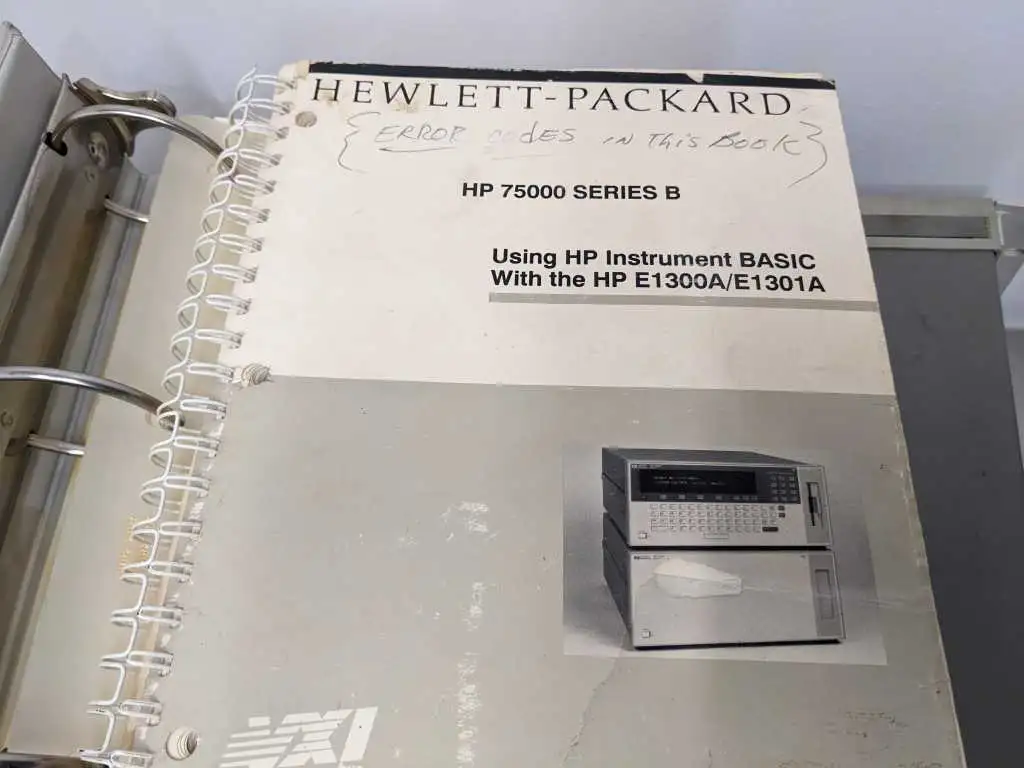 HEWLETT-PACKARD
{ERROR codES iN THis BOOK}
HP 75000 SERIES B
Using HP Instrument BASIC
With the HP E1300A/E1301A
VXI